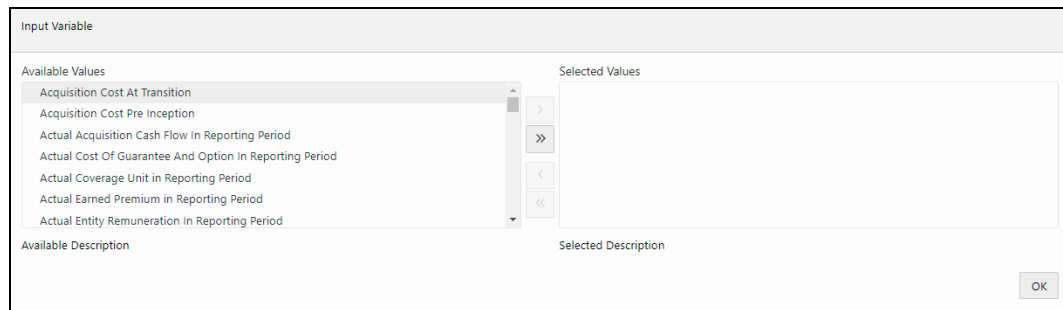 Input Variable
Available Values
Selected Values
Acquisition Cost At Transition
Acquisition Cost Pre Inception
Actual Acquisition Cash Flow In Reporting Period
Actual Cost Of Guarantee And Option In Reporting Period
Actual Coverage Unit in Reporting Period
Actual Earned Premium in Reporting Period
Actual Entity Remuneration In Reporting Period
>
»
<
«
Available Description
Selected Description
OK